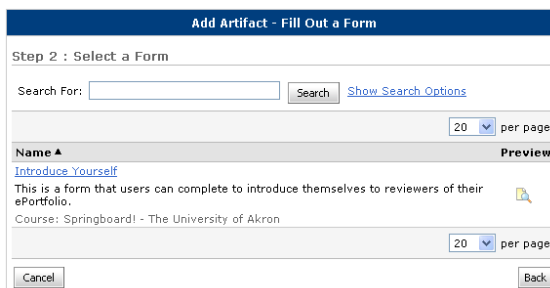 Add Artifact - Fill Out a Form
Step 2 : Select a Form
Search For: Search Show Search Options
20 per page
Name Preview
Introduce Yourself
This is a form that users can complete to introduce themselves to reviewers of their
ePortfolio.
Course: Springboard! - The University of Akron
20 per page
Cancel Back